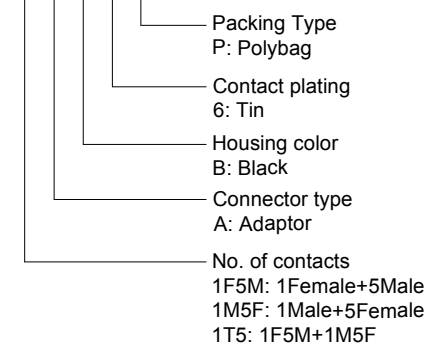 Packing Type
P: Polybag
Contact plating
6: Tin
Housing color
B: Black
Connector type
A: Adaptor
No. of contacts
1F5M: 1Female+5Male
1M5F: 1Male+5Female
1T5: 1F5M+1M5F